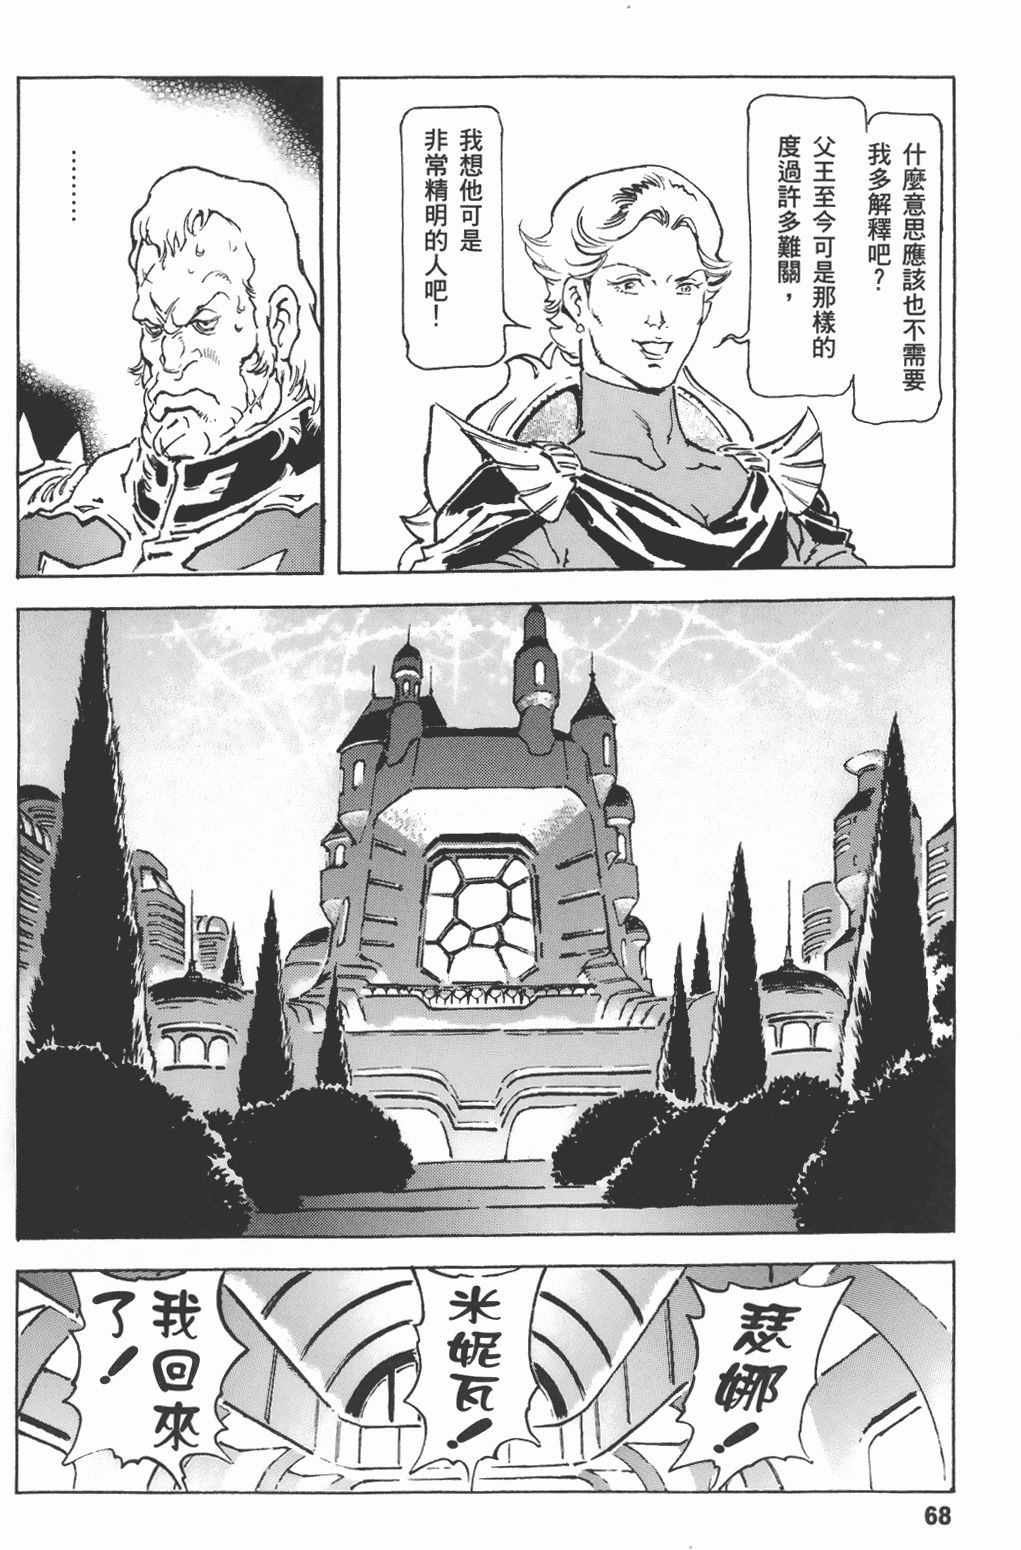 什麼意思應該也不需要
我多解釋吧？
父王至今可是那樣的
度過許多難關，
我想他可是
非常精明的人吧！
………
瑟娜！
米妮瓦！
我回來
了！
68